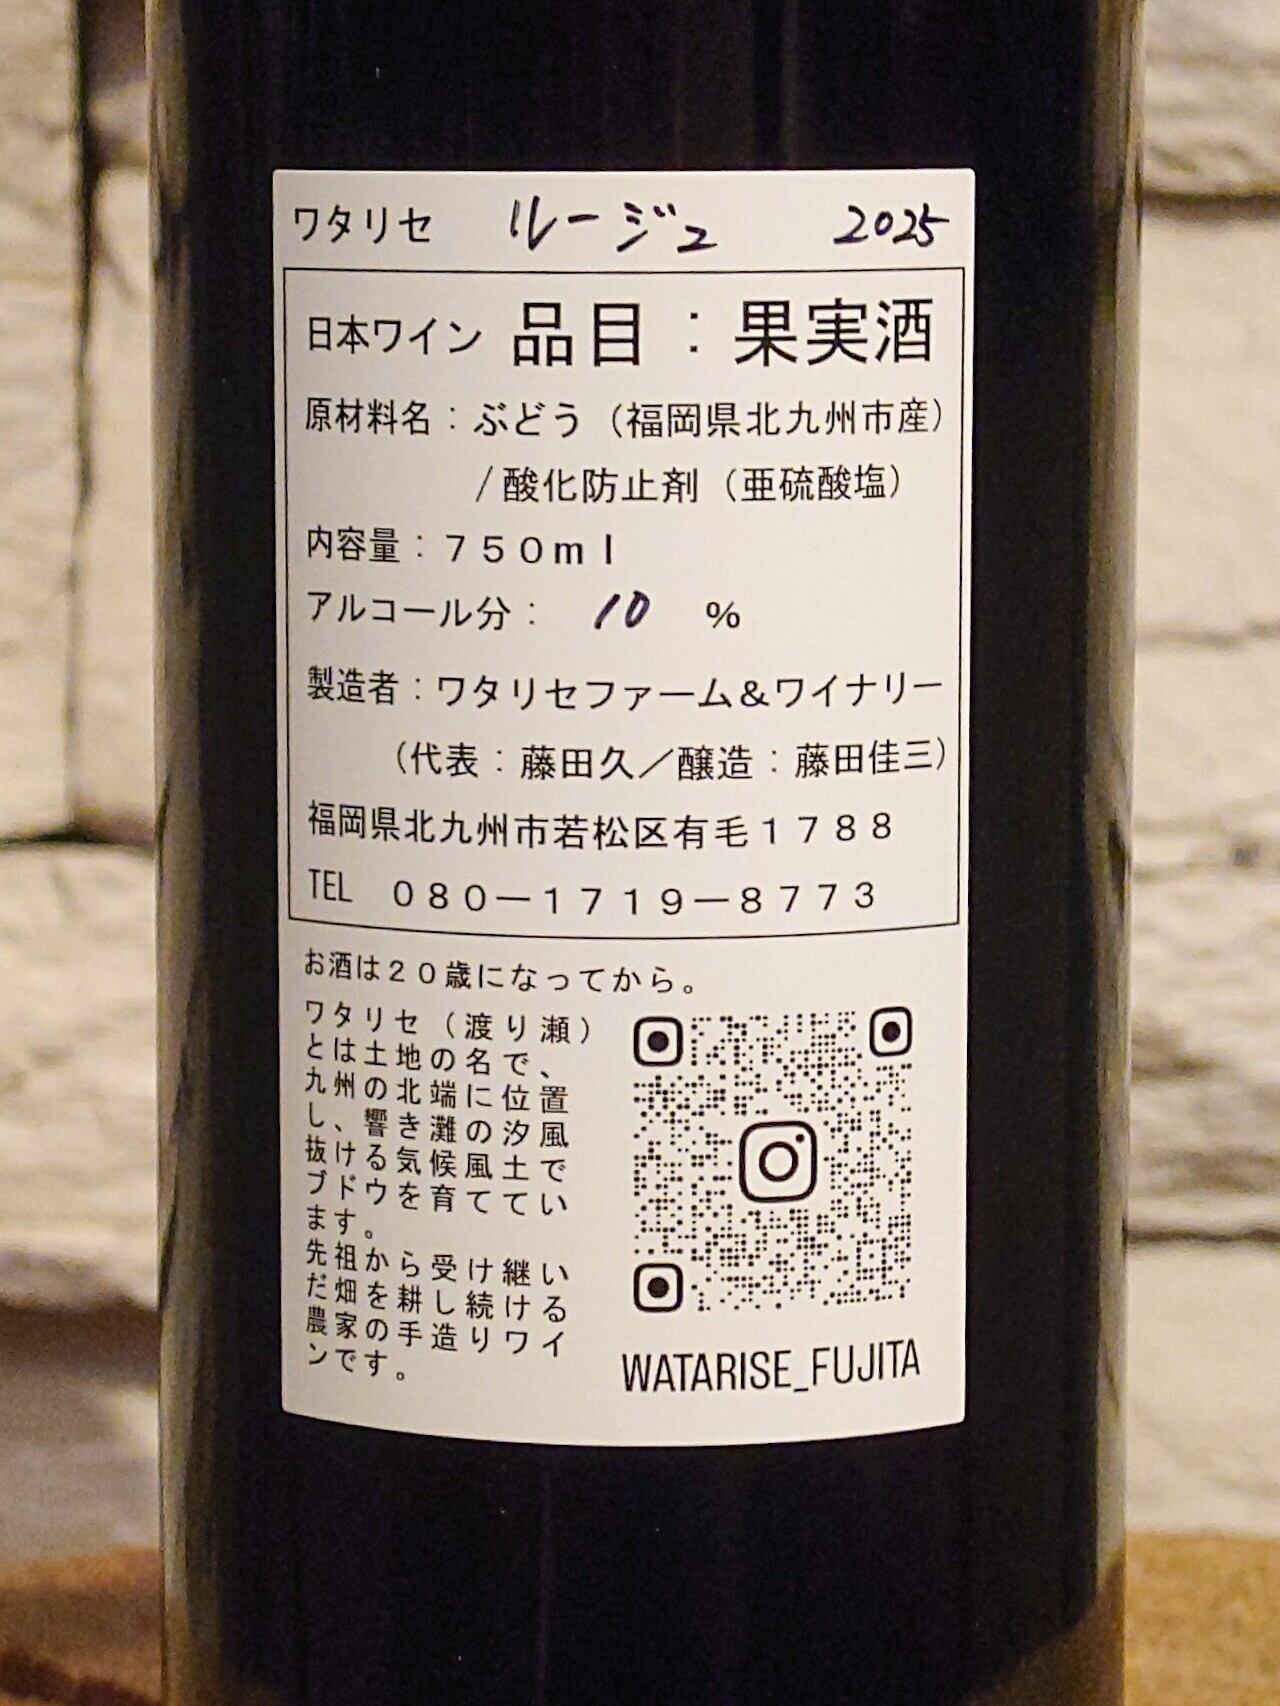 ワタリセ ルージュ 2025
日本ワイン 品目：果実酒
原材料名：ぶどう（福岡県北九州市産）
/酸化防止剤（亜硫酸塩）
内容量：７５０ｍｌ
アルコール分： 10 %
製造者：ワタリセファーム＆ワイナリー
（代表：藤田久／醸造：藤田佳三）
福岡県北九州市若松区有毛１７８８
TEL ０８０－１７１９－８７７３
お酒は２０歳になってから。
ワタリセ（渡り瀬）
とは土地の名で、
九州の北端に位置
し、響き灘の汐風
抜ける気候風土で
ブドウを育ててい
ます。
先祖から受け継い
だ畑を耕し続ける
農家の手造りワイ
ンです。
WATARISE_FUJITA